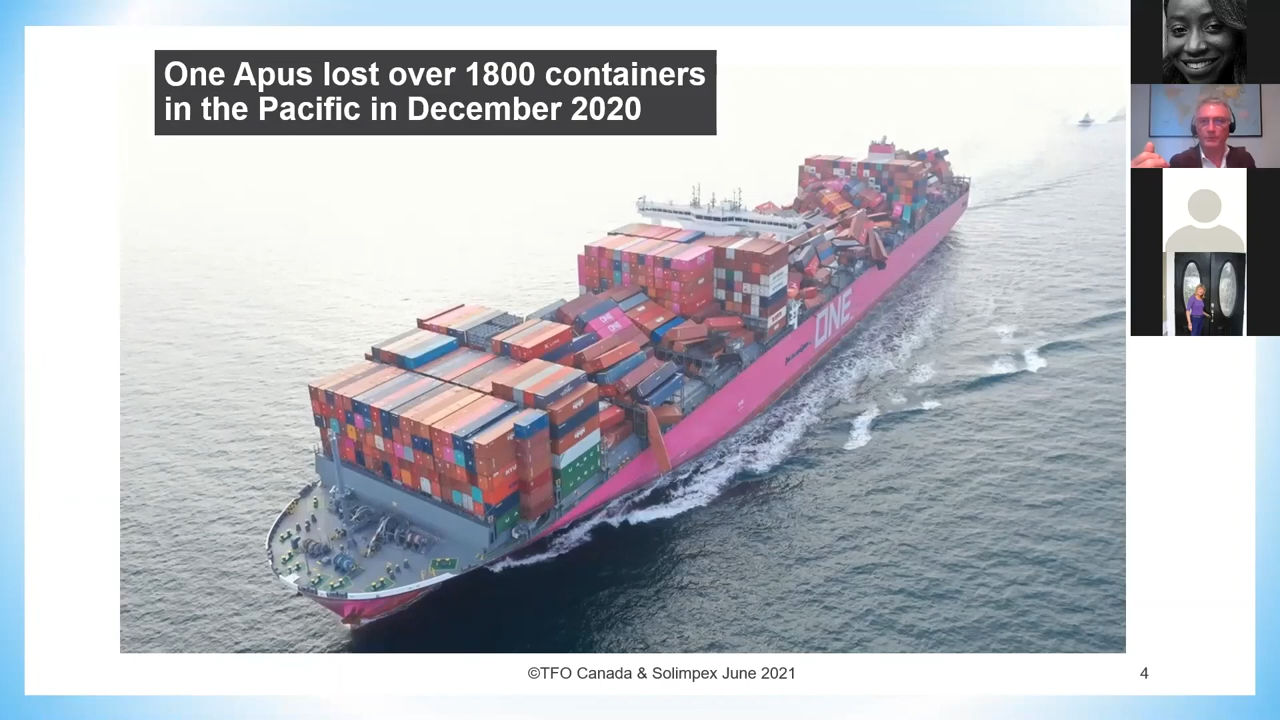 One Apus lost over 1800 containers
in the Pacific in December 2020
ONE
©TFO Canada & Solimpex June 2021
4